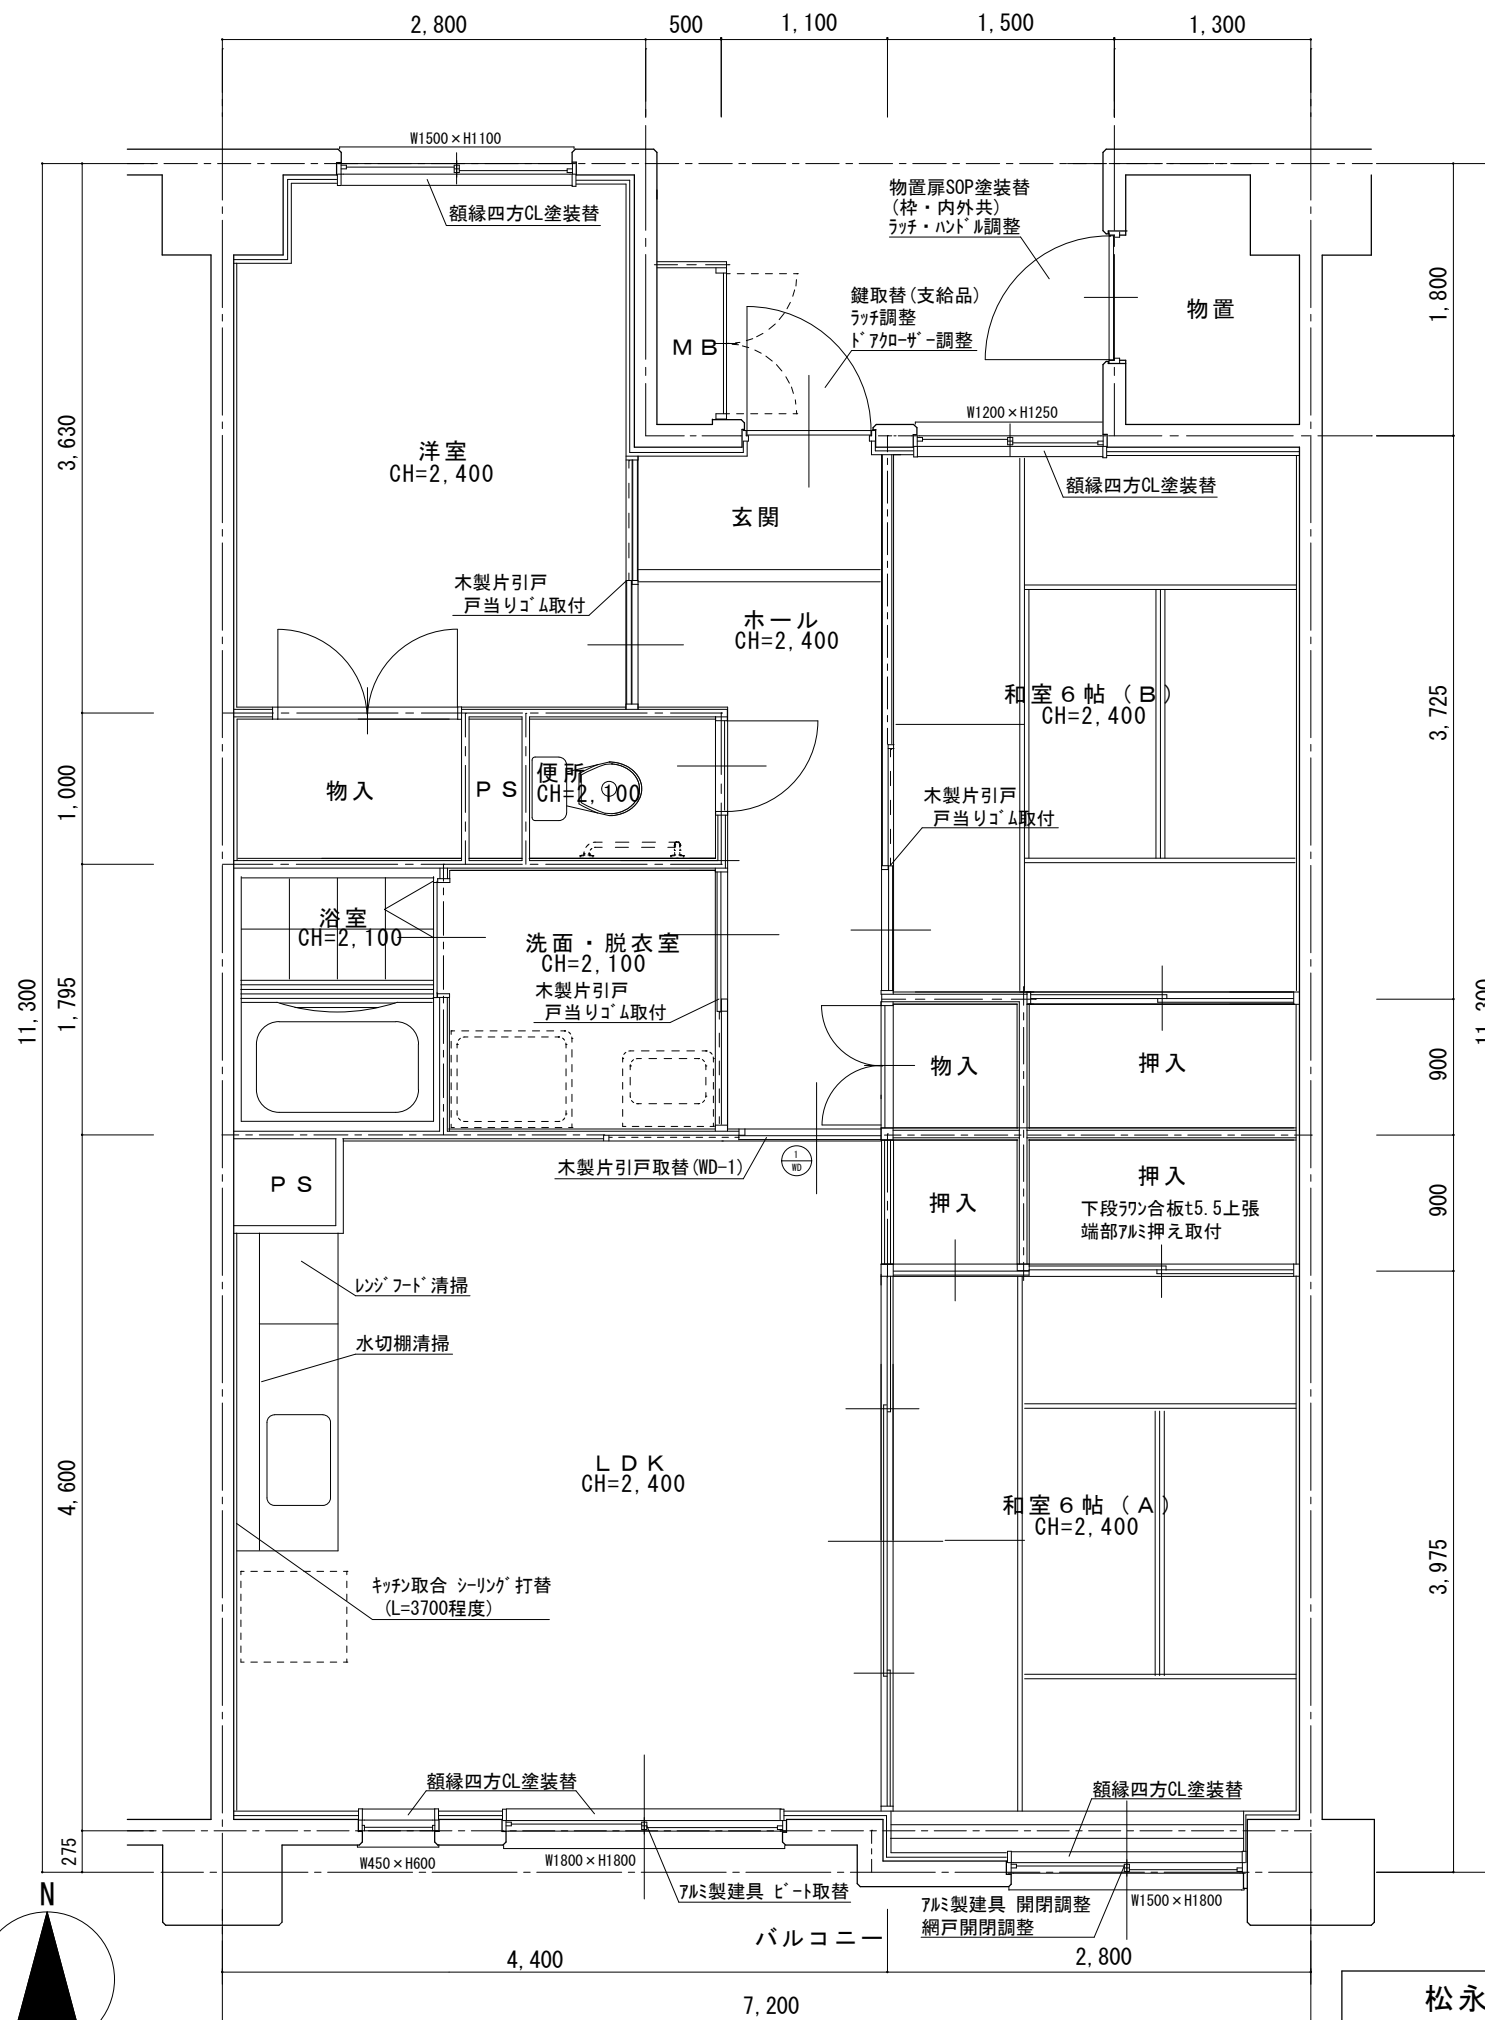 2,800
500
1,100
1,500
1,300
W1500×H1100
額縁四方CL塗装替
物置扉SOP塗装替
(枠・内外共)
ﾗｯﾁ・ﾊﾝﾄﾞﾙ調整
物置
1,800
鍵取替(支給品)
ﾗｯﾁ調整
ﾄﾞｱｸﾛｰｻﾞｰ調整
ＭＢ
W1200×H1250
額縁四方CL塗装替
3,630
洋室
CH=2,400
玄関
木製片引戸
戸当りｺﾞﾑ取付
ホール
CH=2,400
和室６帖（Ｂ）
CH=2,400
3,725
1,000
物入
ＰＳ
便所
CH=2,100
木製片引戸
戸当りｺﾞﾑ取付
浴室
CH=2,100
洗面・脱衣室
CH=2,100
木製片引戸
戸当りｺﾞﾑ取付
11,300
1,795
11,300
物入
押入
900
木製片引戸取替(WD-1)
1
WD
ＰＳ
押入
押入
下段ﾗﾜﾝ合板t5.5上張
端部ｱﾙﾐ押え取付
900
ﾚﾝｼﾞﾌｰﾄﾞ清掃
水切棚清掃
4,600
ＬＤＫ
CH=2,400
和室６帖（Ａ）
CH=2,400
3,975
ｷｯﾁﾝ取合 ｼｰﾘﾝｸﾞ打替
(L=3700程度)
額縁四方CL塗装替
額縁四方CL塗装替
275
W450×H600
W1800×H1800
ｱﾙﾐ製建具 ﾋﾞｰﾄ取替
ｱﾙﾐ製建具 開閉調整
網戸開閉調整
W1500×H1800
N
バルコニー
4,400
2,800
7,200
松永